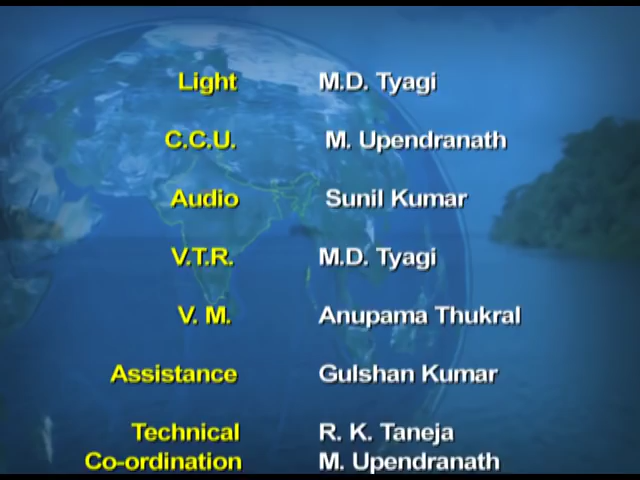 Light M.D. Tyagi
C.C.U. M. Upendranath
Audio Sunil Kumar
V.T.R. M.D. Tyagi
V. M. Anupama Thukral
Assistance Gulshan Kumar
Technical R. K. Taneja
Co-ordination M. Upendranath